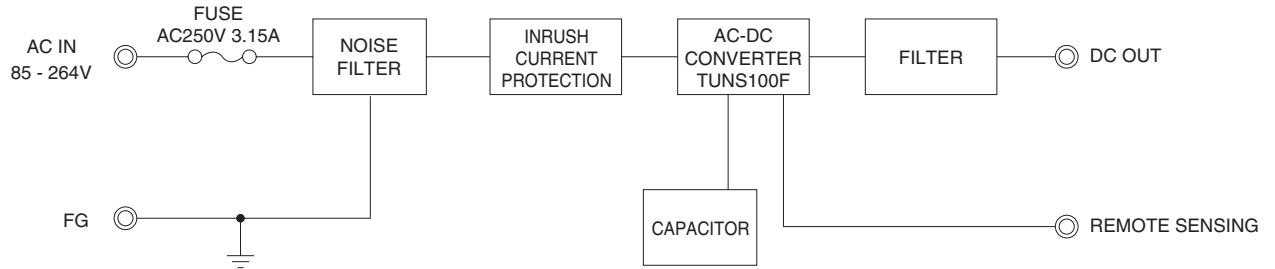 FUSE
AC250V 3.15A
AC IN
85 - 264V
NOISE
FILTER
INRUSH
CURRENT
PROTECTION
AC-DC
CONVERTER
TUNS100F
FILTER
DC OUT
FG
CAPACITOR
REMOTE SENSING